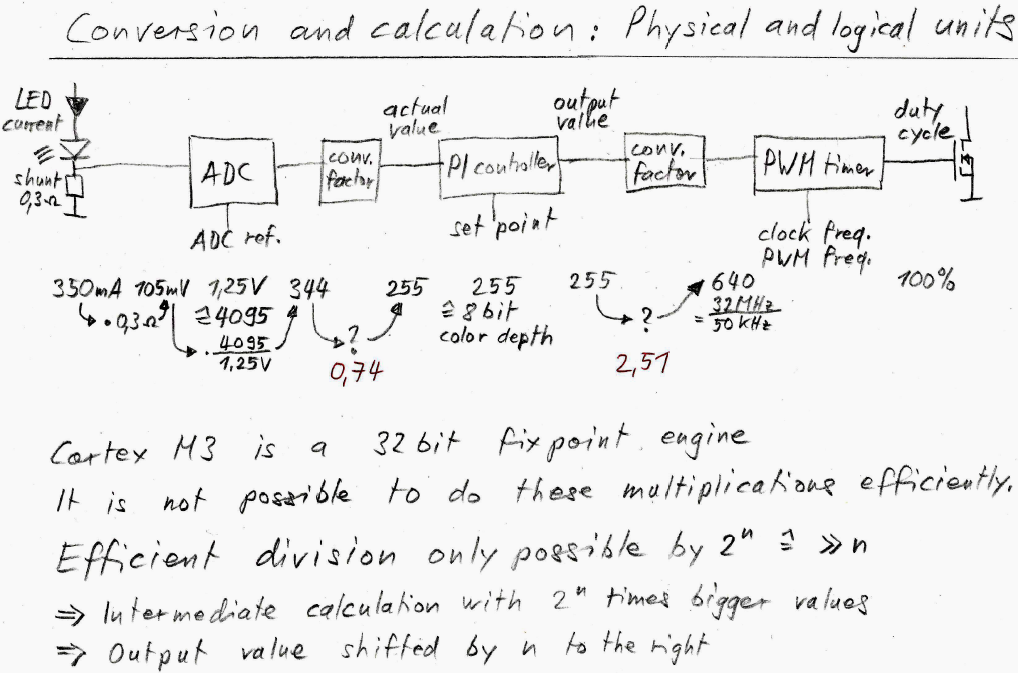 Conversion and calculation: Physical and logical units
LED
current
shunt
0,3Ω
ADC
ADC ref.
conv.
factor
actual
value
PI controller
set point
output
value
conv.
factor
PWM timer
clock freq.
PWM freq.
duty
cycle
350mA 105mV 1,25V 344 255 255 255 640 100%
· 0,3Ω
≙4095
· 4095
1,25V
?
0,74
≙ 8 bit
color depth
?
2,51
= 32MHz
50kHz
Cortex M3 is a 32bit fixpoint engine
It is not possible to do these multiplications efficiently.
Efficient division only possible by 2ⁿ ≙ ≫n
⇒ Intermediate calculation with 2ⁿ times bigger values
⇒ Output value shifted by n to the right